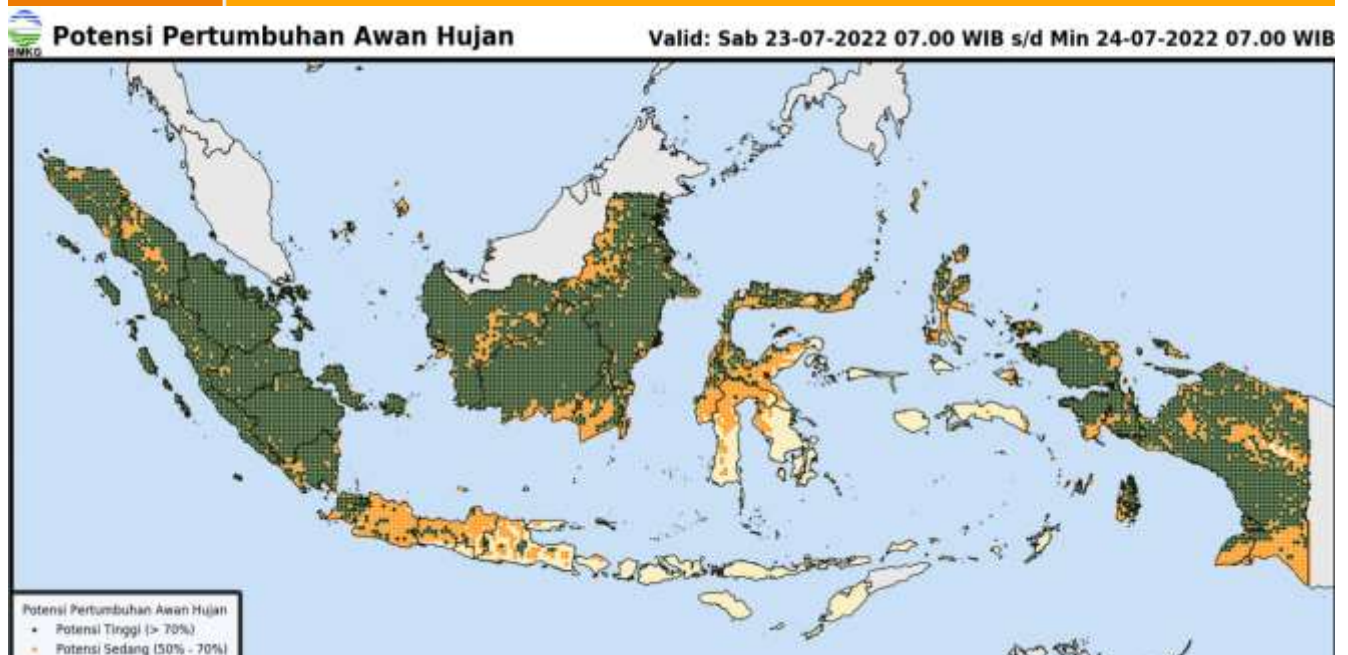 Potensi Pertumbuhan Awan Hujan
Valid: Sab 23-07-2022 07.00 WIB s/d Min 24-07-2022 07.00 WIB
BMKG
Potensi Pertumbuhan Awan Hujan
Potensi Tinggi (> 70%)
Potensi Sedang (50% - 70%)